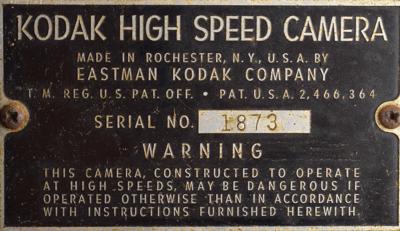 KODAK HIGH SPEED CAMERA
MADE IN ROCHESTER, N.Y., U.S.A. BY
EASTMAN KODAK COMPANY
T. M. REG. U.S. PAT. OFF. • PAT. U.S.A. 2,466,364
SERIAL NO. 1873
WARNING
THIS CAMERA, CONSTRUCTED TO OPERATE
AT HIGH SPEEDS, MAY BE DANGEROUS IF
OPERATED OTHERWISE THAN IN ACCORDANCE
WITH INSTRUCTIONS FURNISHED HEREWITH.